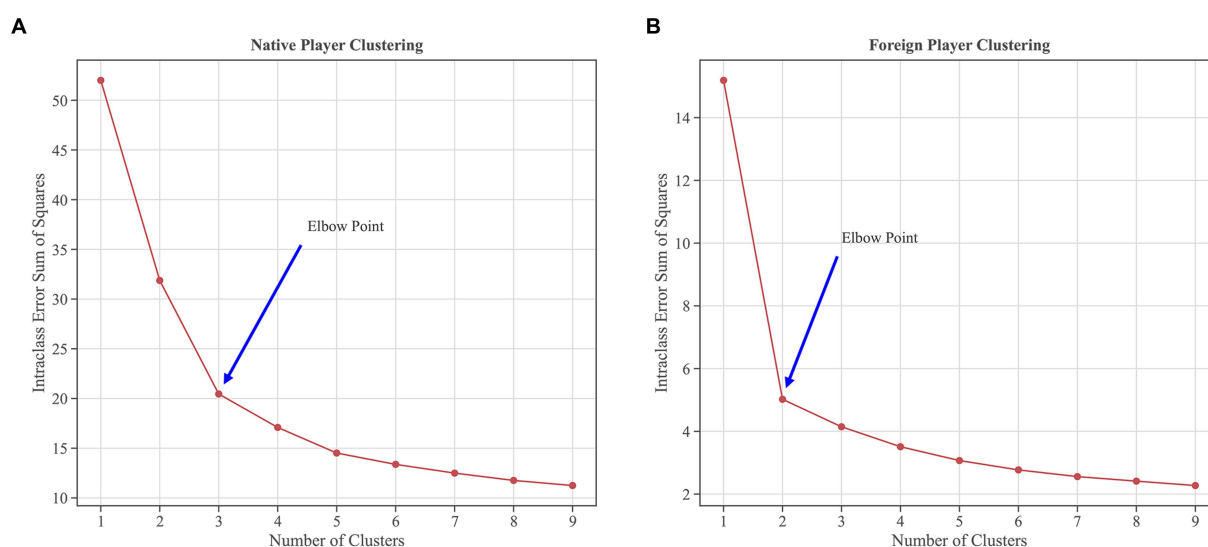 A
Native Player Clustering
Intraclass Error Sum of Squares
50
45
40
35
30
25
20
15
10
Elbow Point
1 2 3 4 5 6 7 8 9
Number of Clusters
B
Foreign Player Clustering
Intraclass Error Sum of Squares
14
12
10
8
6
4
2
Elbow Point
1 2 3 4 5 6 7 8 9
Number of Clusters